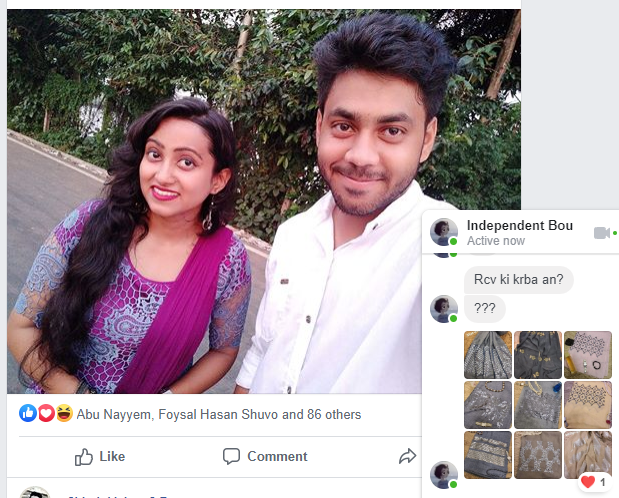 Independent Bou
Active now
Rcv ki krba an?
???
1
Abu Nayyem, Foysal Hasan Shuvo and 86 others
Like
Comment